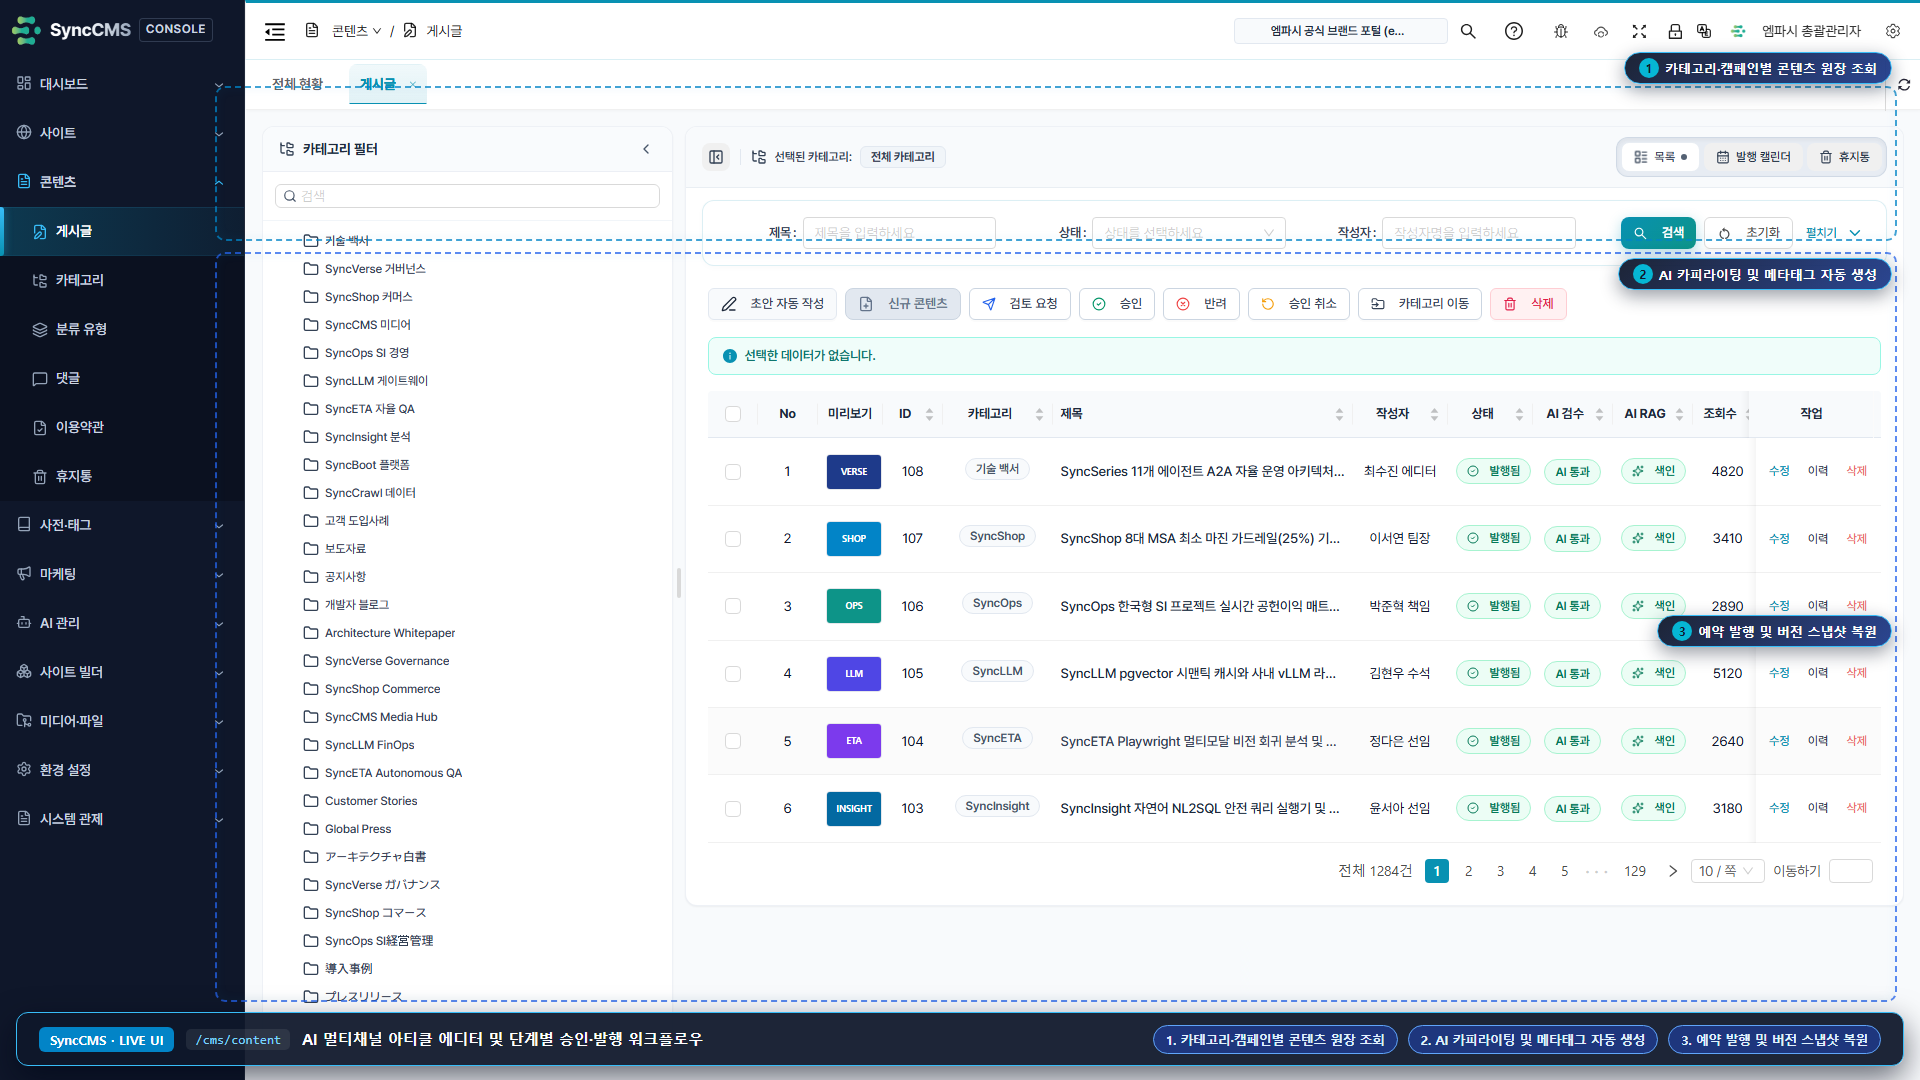 SyncCMS CONSOLE
대시보드
사이트
콘텐츠
게시글
카테고리
분류 유형
댓글
이용약관
휴지통
사전·태그
마케팅
AI 관리
사이트 빌더
미디어·파일
환경 설정
시스템 관제
콘텐츠 / 게시글
엠파시 공식 브랜드 포털 (e...
엠파시 총괄관리자
전체 현황
게시글
1 카테고리·캠페인별 콘텐츠 원장 조회
카테고리 필터
검색
기술 백서
SyncVerse 거버넌스
SyncShop 커머스
SyncCMS 미디어
SyncOps SI 경영
SyncLLM 게이트웨이
SyncETA 자율 QA
SyncInsight 분석
SyncBoot 플랫폼
SyncCrawl 데이터
고객 도입사례
보도자료
공지사항
개발자 블로그
Architecture Whitepaper
SyncVerse Governance
SyncShop Commerce
SyncCMS Media Hub
SyncLLM FinOps
SyncETA Autonomous QA
Customer Stories
Global Press
アーキテクチャ白書
SyncVerse ガバナンス
SyncShop コマース
SyncOps SI経営管理
導入事例
プレスリリース
선택된 카테고리: 전체 카테고리
목록 발행 캘린더 휴지통
제목 : 제목을 입력하세요 상태 : 상태를 선택하세요 작성자 : 작성자명을 입력하세요 검색 초기화 펼치기
2 AI 카피라이팅 및 메타태그 자동 생성
초안 자동 작성 신규 콘텐츠 검토 요청 승인 반려 승인 취소 카테고리 이동 삭제
선택한 데이터가 없습니다.
No 미리보기 ID 카테고리 제목 작성자 상태 AI 검수 AI RAG 조회수 작업
1 VERSE 108 기술 백서 SyncSeries 11개 에이전트 A2A 자율 운영 아키텍처... 최수진 에디터 발행됨 AI 통과 색인 4820 수정 이력 삭제
2 SHOP 107 SyncShop SyncShop 8대 MSA 최소 마진 가드레일(25%) 기... 이서연 팀장 발행됨 AI 통과 색인 3410 수정 이력 삭제
3 OPS 106 SyncOps SyncOps 한국형 SI 프로젝트 실시간 공헌이익 매트... 박준혁 책임 발행됨 AI 통과 색인 2890 수정 이력 삭제
3 예약 발행 및 버전 스냅샷 복원
4 LLM 105 SyncLLM SyncLLM pgvector 시맨틱 캐시와 사내 vLLM 라... 김현우 수석 발행됨 AI 통과 색인 5120 수정 이력 삭제
5 ETA 104 SyncETA SyncETA Playwright 멀티모달 비전 회귀 분석 및 ... 정다은 선임 발행됨 AI 통과 색인 2640 수정 이력 삭제
6 INSIGHT 103 SyncInsight SyncInsight 자연어 NL2SQL 안전 쿼리 실행기 및 ... 윤서아 선임 발행됨 AI 통과 색인 3180 수정 이력 삭제
전체 1284건 1 2 3 4 5 ••• 129 10 / 쪽 이동하기
SyncCMS · LIVE UI /cms/content AI 멀티채널 아티클 에디터 및 단계별 승인·발행 워크플로우
1. 카테고리·캠페인별 콘텐츠 원장 조회 2. AI 카피라이팅 및 메타태그 자동 생성 3. 예약 발행 및 버전 스냅샷 복원